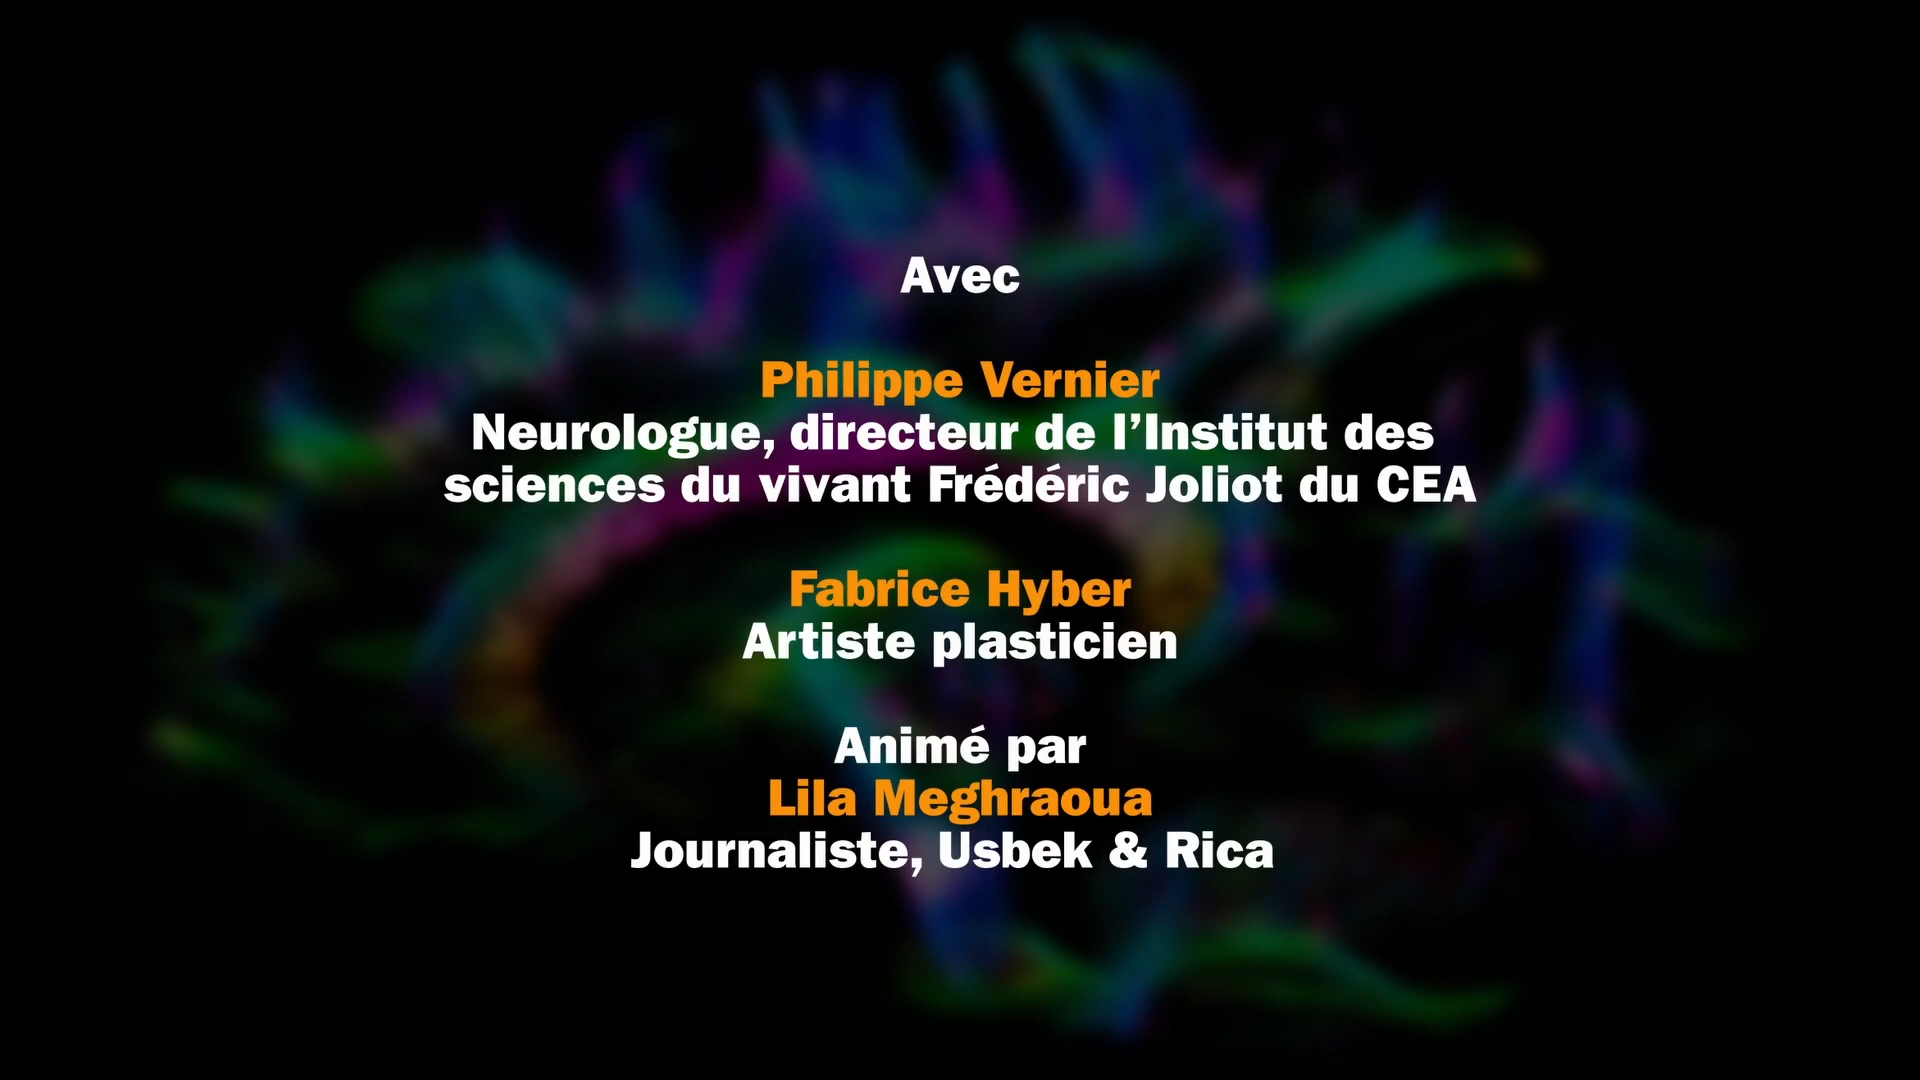 Avec
Philippe Vernier
Neurologue, directeur de l’Institut des
sciences du vivant Frédéric Joliot du CEA
Fabrice Hyber
Artiste plasticien
Animé par
Lila Meghraoua
Journaliste, Usbek & Rica